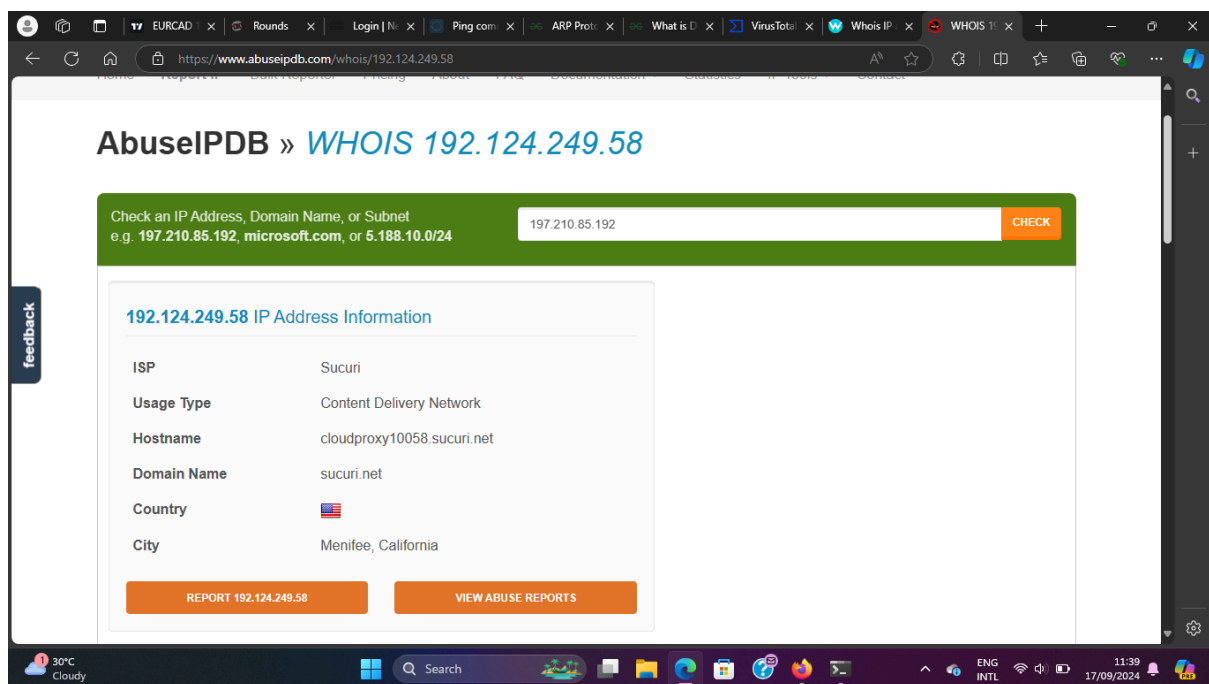 EURCAD
Rounds
Login | Ne
Ping com
ARP Proto
What is D
VirusTotal
Whois IP
WHOIS 19
https://www.abuseipdb.com/whois/192.124.249.58
AbuseIPDB » WHOIS 192.124.249.58
Check an IP Address, Domain Name, or Subnet
e.g. 197.210.85.192, microsoft.com, or 5.188.10.0/24
197.210.85.192
CHECK
feedback
192.124.249.58 IP Address Information
ISP Sucuri
Usage Type Content Delivery Network
Hostname cloudproxy10058.sucuri.net
Domain Name sucuri.net
Country
City Menifee, California
REPORT 192.124.249.58
VIEW ABUSE REPORTS
1
30°C
Cloudy
Search
ENG
INTL
11:39
17/09/2024